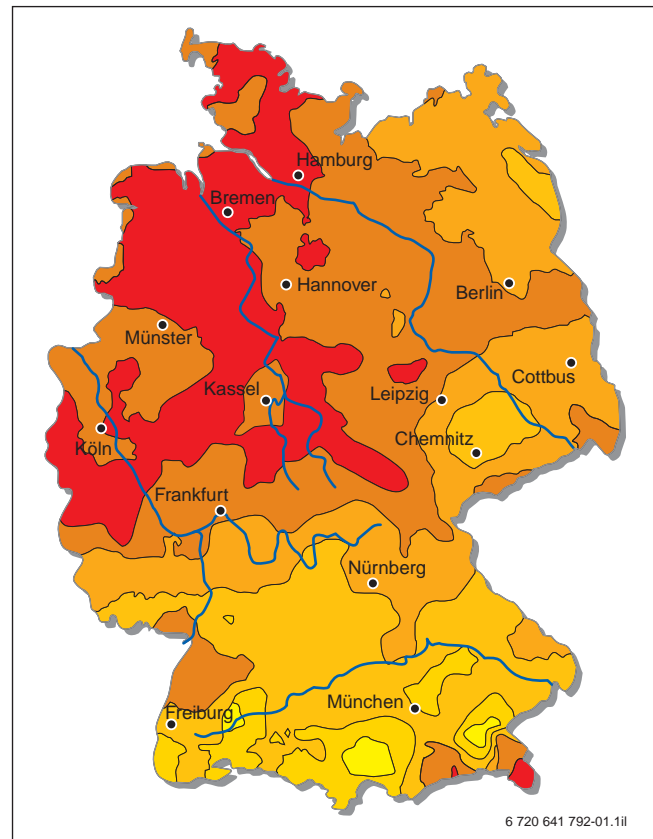 Hamburg
Bremen
Hannover
Berlin
Münster
Cottbus
Kassel
Leipzig
Köln
Chemnitz
Frankfurt
Nürnberg
München
Freiburg
6 720 641 792-01.1il